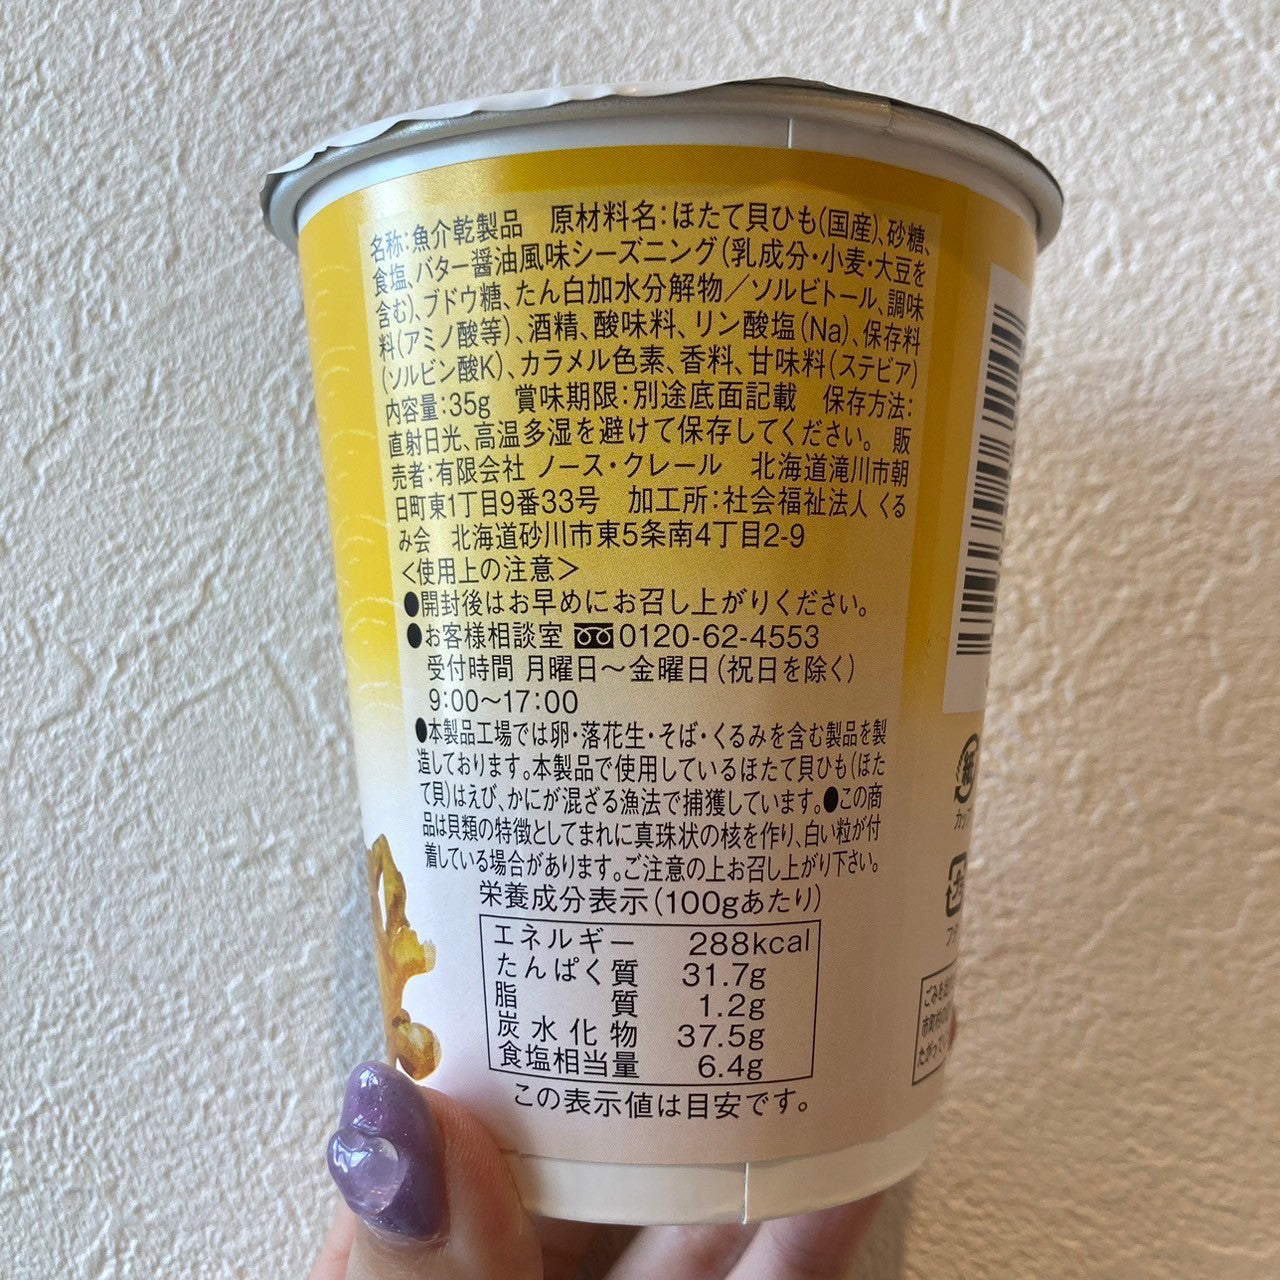 名称：魚介乾製品　原材料名：ほたて貝ひも（国産）、砂糖、
食塩、バター醤油風味シーズニング（乳成分・小麦・大豆を
含む）、ブドウ糖、たん白加水分解物／ソルビトール、調味
料（アミノ酸等）、酒精、酸味料、リン酸塩（Na）、保存料
（ソルビン酸K）、カラメル色素、香料、甘味料（ステビア）
内容量：35g　賞味期限：別途底面記載　保存方法：
直射日光、高温多湿を避けて保存してください。　販
売者：有限会社 ノース・クレール　北海道滝川市朝
日町東1丁目9番33号　加工所：社会福祉法人 くる
み会　北海道砂川市東5条南4丁目2-9
＜使用上の注意＞
●開封後はお早めにお召し上がりください。
●お客様相談室 0120-62-4553
受付時間 月曜日～金曜日（祝日を除く）
9:00～17:00
●本製品工場では卵・落花生・そば・くるみを含む製品を製
造しております。本製品で使用しているほたて貝ひも（ほた
て貝）はえび、かにが混ざる漁法で捕獲しています。●この商
品は貝類の特徴としてまれに真珠状の核を作り、白い粒が付
着している場合があります。ご注意の上お召し上がり下さい。
栄養成分表示（100gあたり）
エネルギー 288kcal
たんぱく質 31.7g
脂質 1.2g
炭水化物 37.5g
食塩相当量 6.4g
この表示値は目安です。
紙
カップ